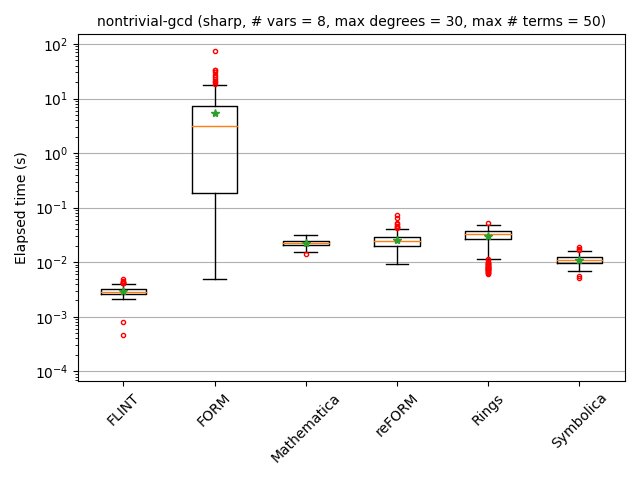 nontrivial-gcd (sharp, # vars = 8, max degrees = 30, max # terms = 50)
Elapsed time (s)
10²
10¹
10⁰
10⁻¹
10⁻²
10⁻³
10⁻⁴
FLINT
FORM
Mathematica
reFORM
Rings
Symbolica